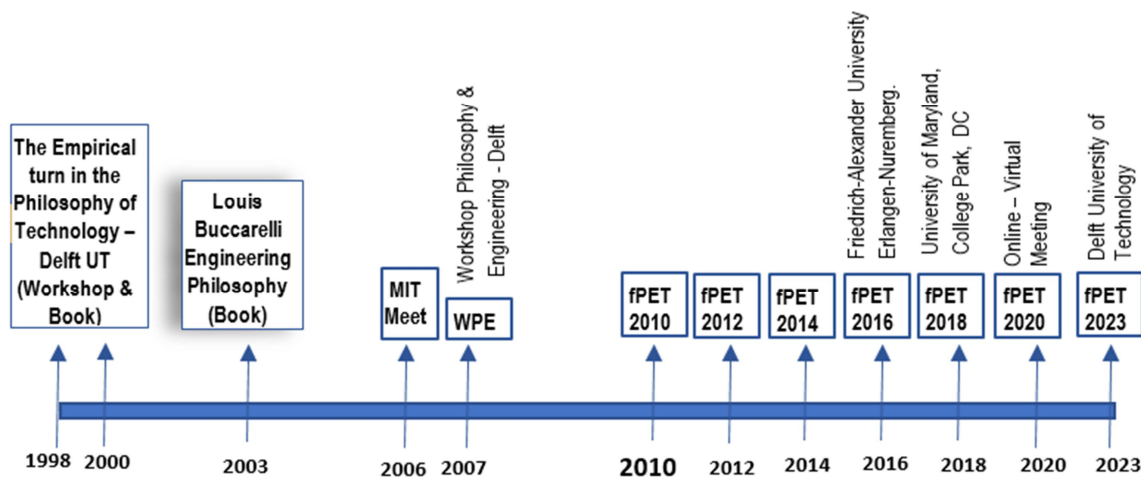 The Empirical
turn in the
Philosophy of
Technology –
Delft UT
(Workshop &
Book)
Louis
Buccarelli
Engineering
Philosophy
(Book)
MIT
Meet
WPE
Workshop Philosophy &
Engineering - Delft
fPET
2010
fPET
2012
fPET
2014
fPET
2016
Friedrich-Alexander University
Erlangen-Nuremberg.
fPET
2018
University of Maryland,
College Park, DC
fPET
2020
Online – Virtual
Meeting
fPET
2023
Delft University of
Technology
1998
2000
2003
2006
2007
2010
2012
2014
2016
2018
2020
2023